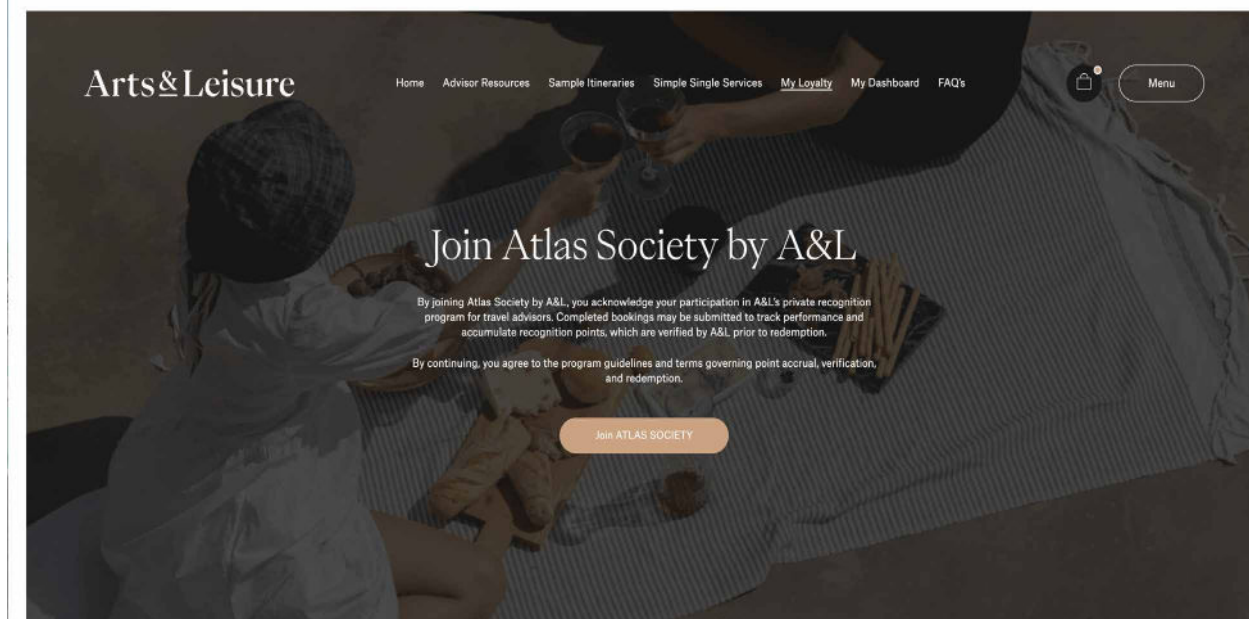 Arts&Leisure
Home Advisor Resources Sample Itineraries Simple Single Services My Loyalty My Dashboard FAQ's
Menu
Join Atlas Society by A&L
By joining Atlas Society by A&L, you acknowledge your participation in A&L's private recognition
program for travel advisors. Completed bookings may be submitted to track performance and
accumulate recognition points, which are verified by A&L prior to redemption.
By continuing, you agree to the program guidelines and terms governing point accrual, verification,
and redemption.
Join ATLAS SOCIETY